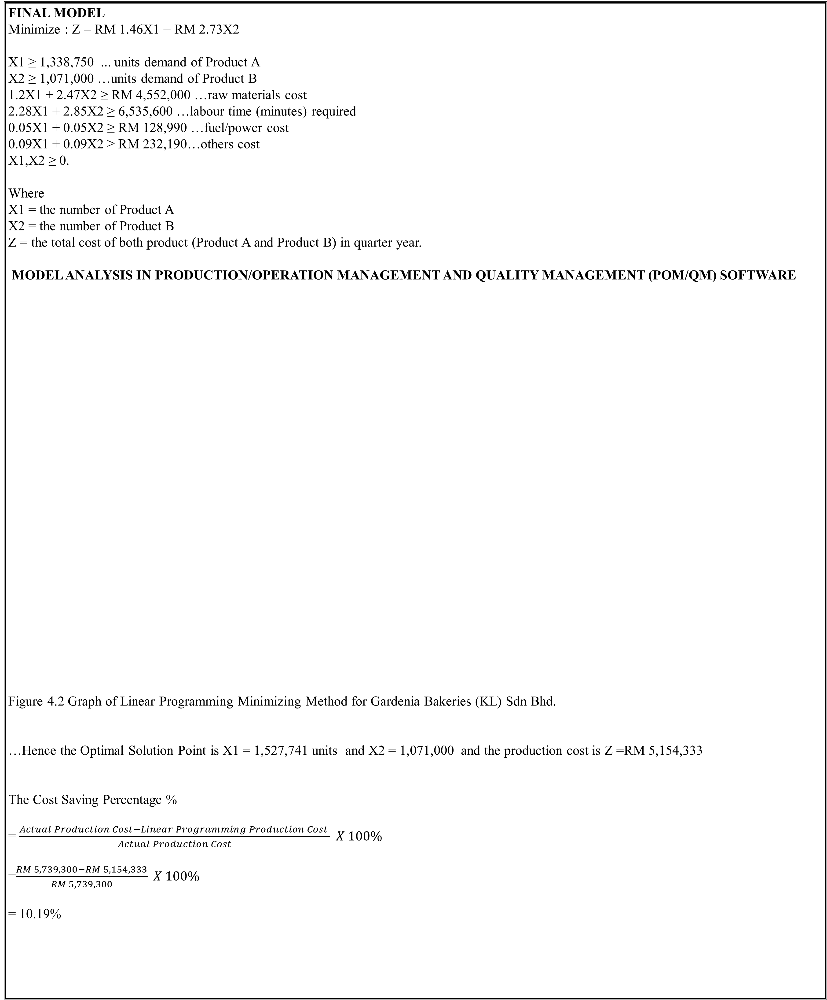 FINAL MODEL
Minimize : Z = RM 1.46X1 + RM 2.73X2
X1 ≥ 1,338,750 ... units demand of Product A
X2 ≥ 1,071,000 …units demand of Product B
1.2X1 + 2.47X2 ≥ RM 4,552,000 …raw materials cost
2.28X1 + 2.85X2 ≥ 6,535,600 …labour time (minutes) required
0.05X1 + 0.05X2 ≥ RM 128,990 …fuel/power cost
0.09X1 + 0.09X2 ≥ RM 232,190…others cost
X1,X2 ≥ 0.
Where
X1 = the number of Product A
X2 = the number of Product B
Z = the total cost of both product (Product A and Product B) in quarter year.
MODEL ANALYSIS IN PRODUCTION/OPERATION MANAGEMENT AND QUALITY MANAGEMENT (POM/QM) SOFTWARE
Figure 4.2 Graph of Linear Programming Minimizing Method for Gardenia Bakeries (KL) Sdn Bhd.
…Hence the Optimal Solution Point is X1 = 1,527,741 units and X2 = 1,071,000 and the production cost is Z =RM 5,154,333
The Cost Saving Percentage %
= Actual Production Cost−Linear Programming Production Cost / Actual Production Cost X 100%
= RM 5,739,300−RM 5,154,333 / RM 5,739,300 X 100%
= 10.19%